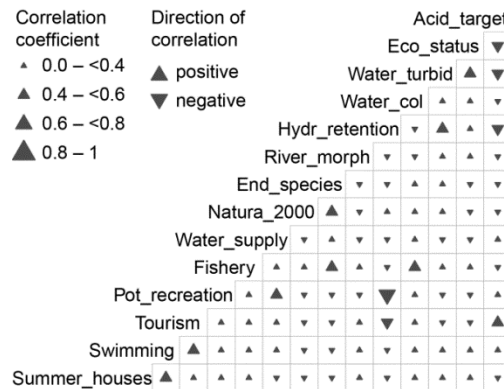 Correlation
coefficient
0.0 – <0.4
0.4 – <0.6
0.6 – <0.8
0.8 – 1
Direction of
correlation
positive
negative
Acid_target
Eco_status
Water_turbid
Water_col
Hydr_retention
River_morph
End_species
Natura_2000
Water_supply
Fishery
Pot_recreation
Tourism
Swimming
Summer_houses